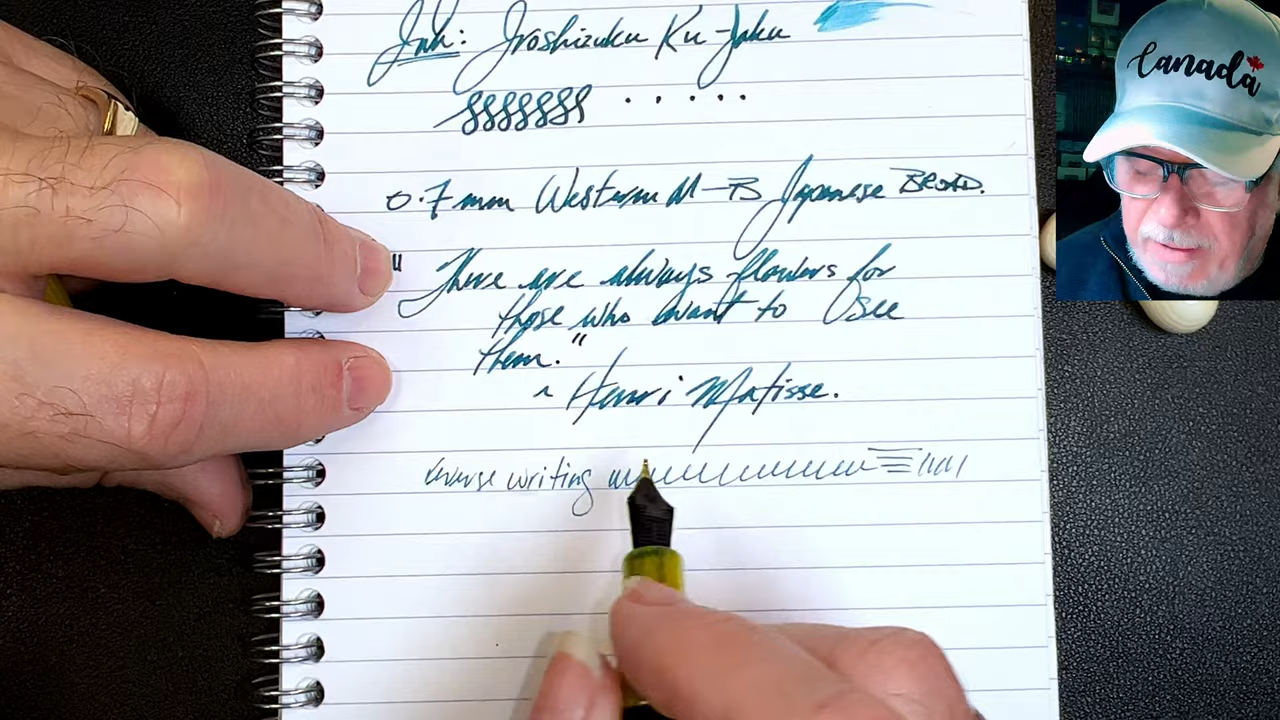 Ink: Iroshizuku Ku-Jaku
0.7mm Western M-B Japanese BROAD.
"There are always flowers for
those who want to see
them."
~ Henri Matisse.
reverse writing
Canada